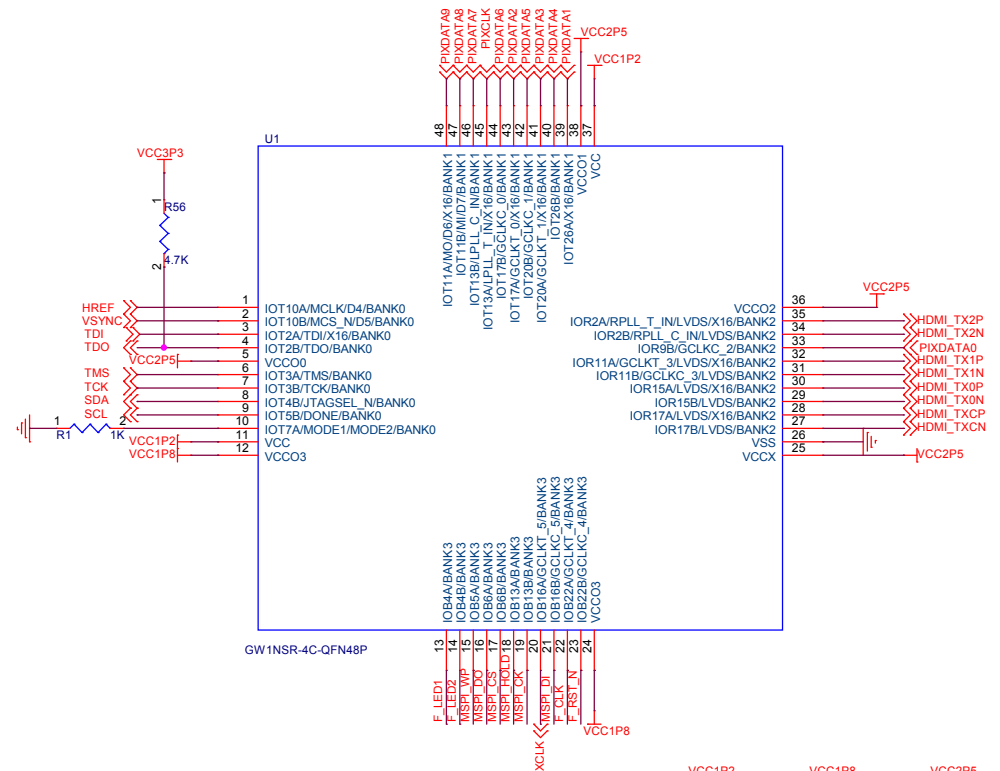 PIXDATA9
PIXDATA8
PIXDATA7
PIXCLK
PIXDATA6
PIXDATA2
PIXDATA5
PIXDATA3
PIXDATA4
PIXDATA1
VCC2P5
VCC1P2
48
47
46
45
44
43
42
41
40
39
38
37
U1
IOT11A/MO/D6/X16/BANK1
IOT11B/MI/D7/BANK1
IOT13B/LPLL_C_IN/BANK1
IOT13A/LPLL_T_IN/X16/BANK1
IOT17B/GCLKC_0/BANK1
IOT17A/GCLKT_0/X16/BANK1
IOT20B/GCLKC_1/BANK1
IOT20A/GCLKT_1/X16/BANK1
IOT26B/BANK1
IOT26A/X16/BANK1
VCCO1
VCC
VCC3P3
1
R56
4.7K
2
HREF 1 IOT10A/MCLK/D4/BANK0
VSYNC 2 IOT10B/MCS_N/D5/BANK0
TDI 3 IOT2A/TDI/X16/BANK0
TDO 4 IOT2B/TDO/BANK0
VCC2P5 5 VCCO0
TMS 6 IOT3A/TMS/BANK0
TCK 7 IOT3B/TCK/BANK0
SDA 8 IOT4B/JTAGSEL_N/BANK0
SCL 9 IOT5B/DONE/BANK0
1 R1 2 1K 10 IOT7A/MODE1/MODE2/BANK0
VCC1P2 11 VCC
VCC1P8 12 VCCO3
VCCO2 36 VCC2P5
IOR2A/RPLL_T_IN/LVDS/X16/BANK2 35 HDMI_TX2P
IOR2B/RPLL_C_IN/LVDS/BANK2 34 HDMI_TX2N
IOR9B/GCLKC_2/BANK2 33 PIXDATA0
IOR11A/GCLKT_3/LVDS/X16/BANK2 32 HDMI_TX1P
IOR11B/GCLKC_3/LVDS/BANK2 31 HDMI_TX1N
IOR15A/LVDS/X16/BANK2 30 HDMI_TX0P
IOR15B/LVDS/BANK2 29 HDMI_TX0N
IOR17A/LVDS/X16/BANK2 28 HDMI_TXCP
IOR17B/LVDS/BANK2 27 HDMI_TXCN
VSS 26
VCCX 25 VCC2P5
IOB4A/BANK3
IOB4B/BANK3
IOB5A/BANK3
IOB6A/BANK3
IOB6B/BANK3
IOB13A/BANK3
IOB13B/BANK3
IOB16A/GCLKT_5/BANK3
IOB16B/GCLKC_5/BANK3
IOB22A/GCLKT_4/BANK3
IOB22B/GCLKC_4/BANK3
VCCO3
GW1NSR-4C-QFN48P
13
14
15
16
17
18
19
20
21
22
23
24
F_LED1
F_LED2
MSPI_WP
MSPI_DO
MSPI_CS
MSPI_HOLD
MSPI_CK
XCLK
MSPI_DI
F_CLK
F_RST_N
VCC1P8
VCC1P2 VCC1P8 VCC2P5